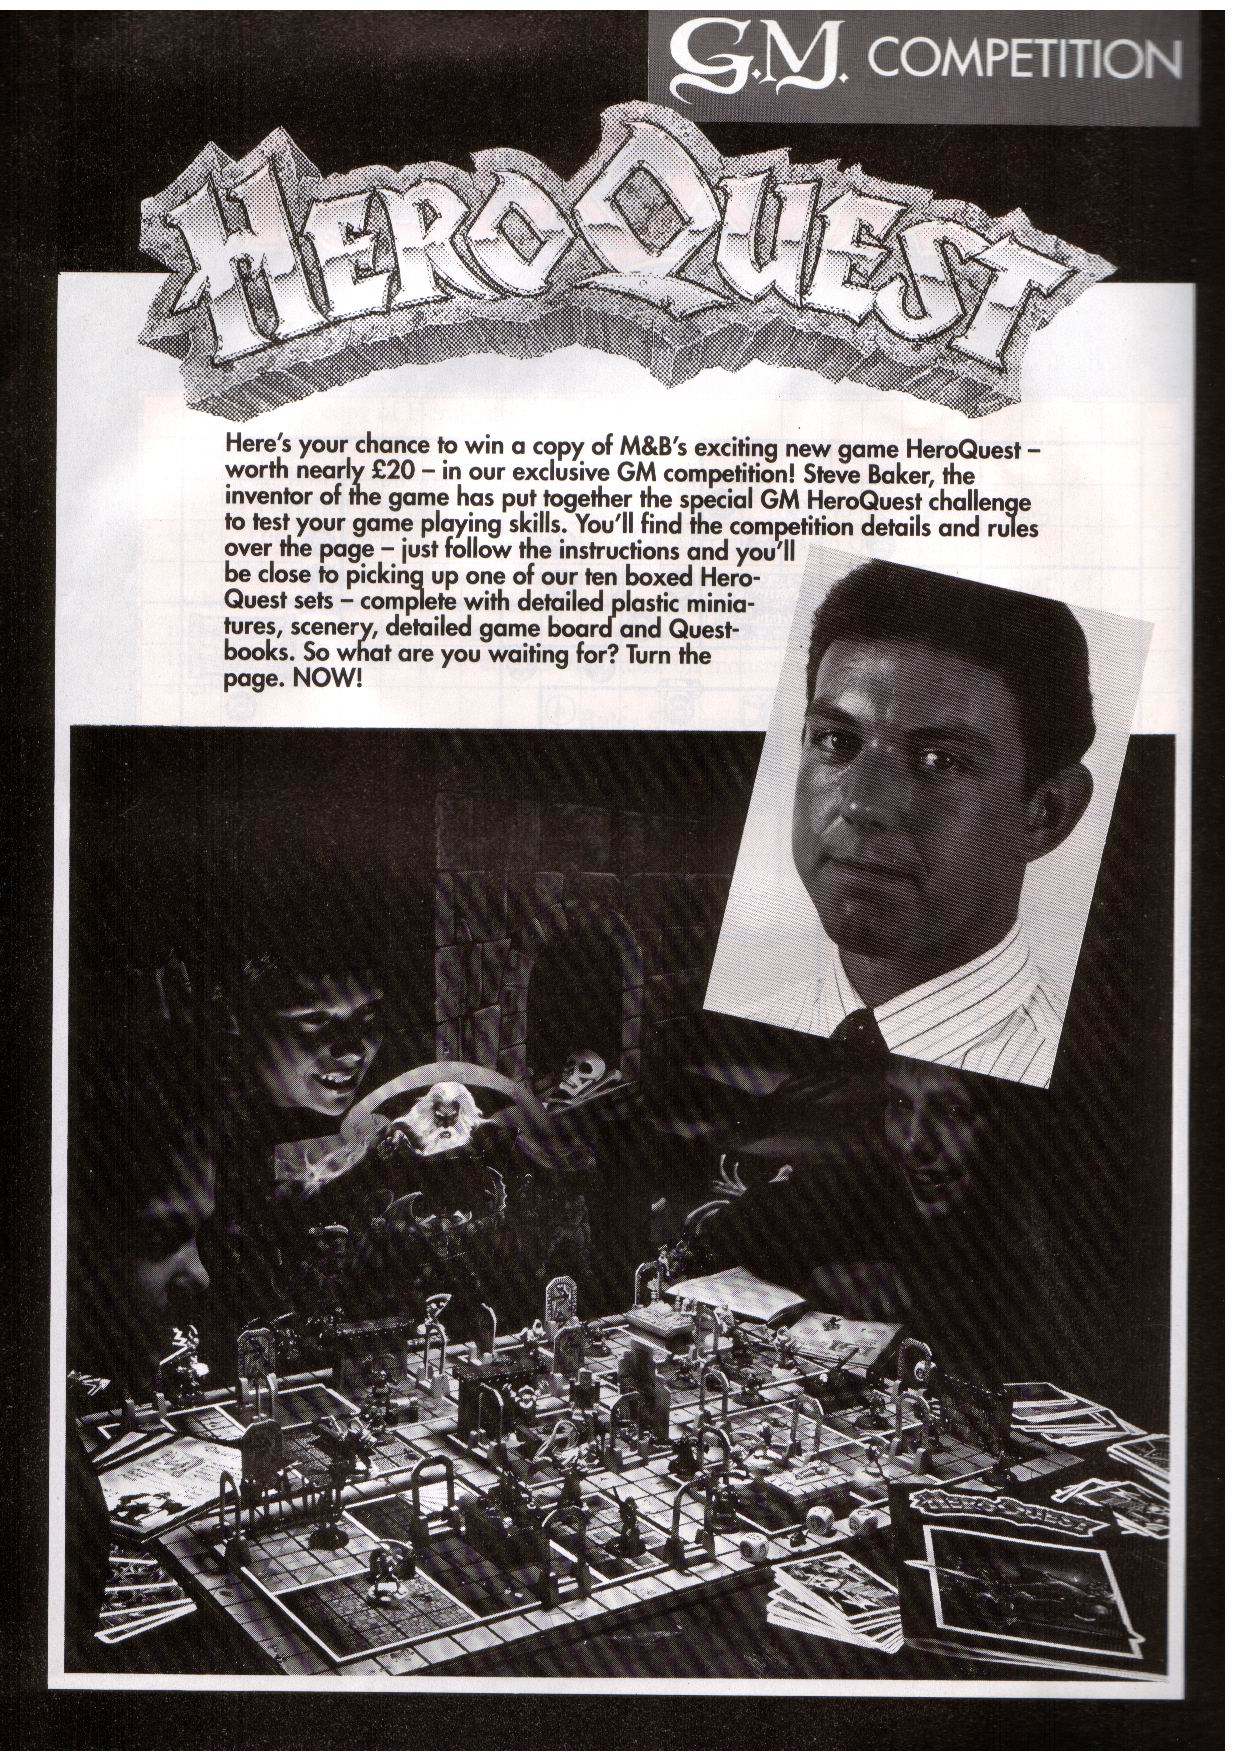 G.M. COMPETITION
HEROQUEST
Here's your chance to win a copy of M&B's exciting new game HeroQuest –
worth nearly £20 – in our exclusive GM competition! Steve Baker, the
inventor of the game has put together the special GM HeroQuest challenge
to test your game playing skills. You'll find the competition details and rules
over the page – just follow the instructions and you'll
be close to picking up one of our ten boxed Hero-
Quest sets – complete with detailed plastic minia-
tures, scenery, detailed game board and Quest-
books. So what are you waiting for? Turn the
page. NOW!
HEROQUEST